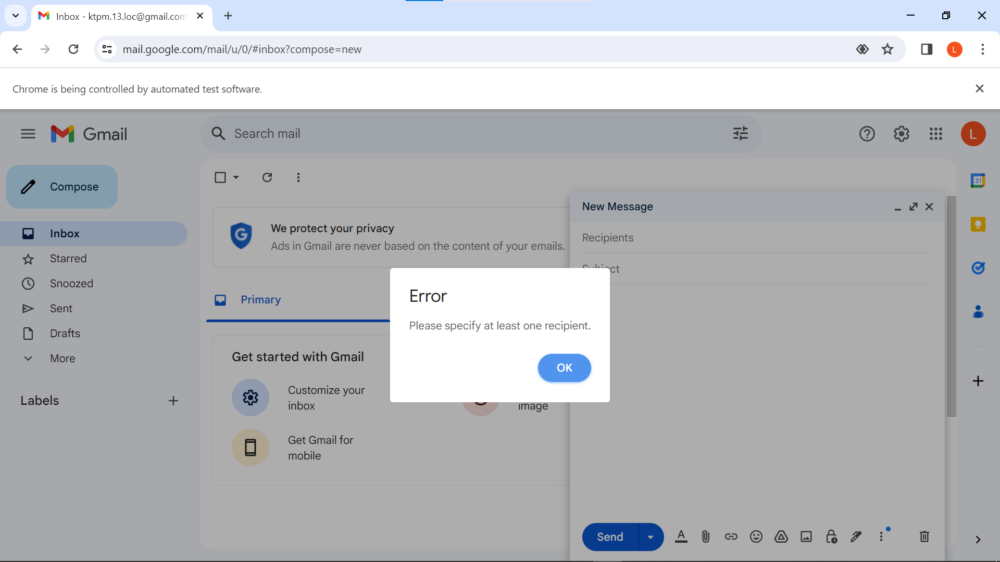 Inbox - ktpm.13.loc@gmail.com
mail.google.com/mail/u/0/#inbox?compose=new
L
Chrome is being controlled by automated test software.
Gmail
Search mail
L
Compose
Inbox
Starred
Snoozed
Sent
Drafts
More
Labels
We protect your privacy
Ads in Gmail are never based on the content of your emails.
Primary
Get started with Gmail
Customize your
inbox
image
Get Gmail for
mobile
New Message
Recipients
Subject
Error
Please specify at least one recipient.
OK
Send
31